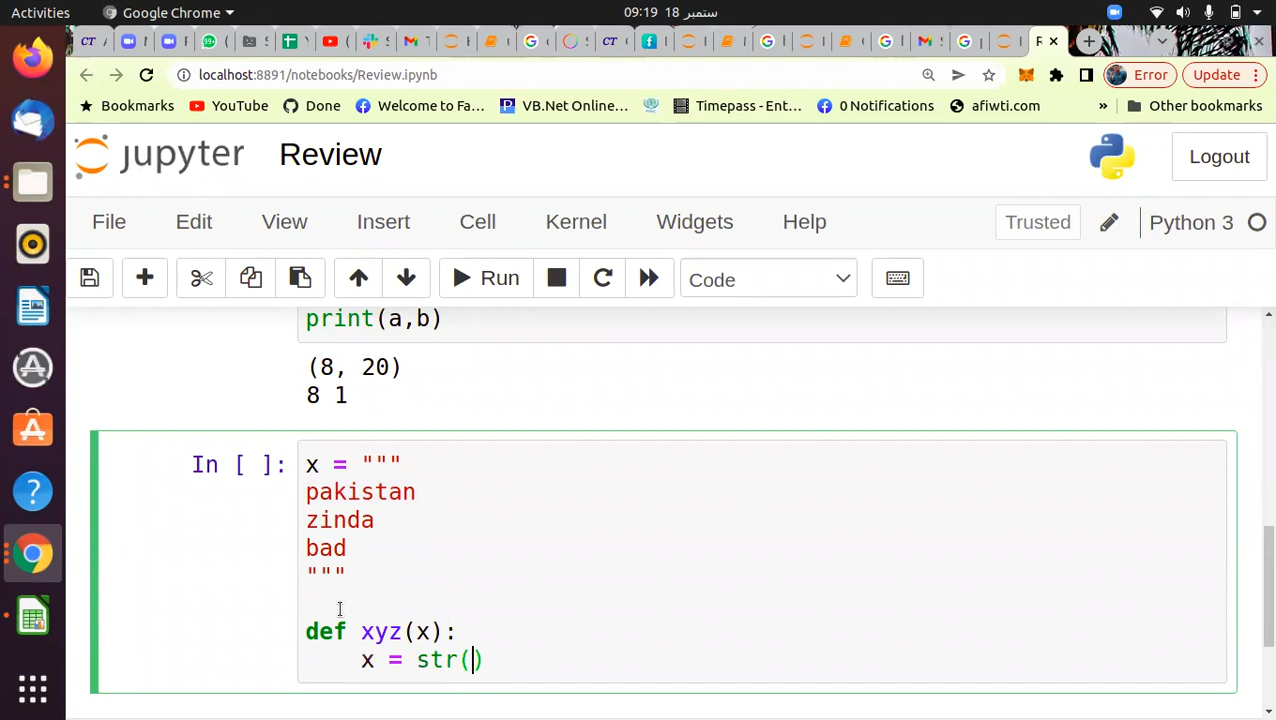 Activities Google Chrome 09:19 18 ستمبر
CT A M F 99+ S S ( S M T H ( G S CT C f F L G F G M S G p L R
localhost:8891/notebooks/Review.ipynb Error Update
Bookmarks YouTube Done Welcome to Fa... VB.Net Online... Timepass - Ent... 0 Notifications afiwti.com » Other bookmarks
jupyter Review Logout
File Edit View Insert Cell Kernel Widgets Help Trusted Python 3
Run Code
print(a,b)
(8, 20)
8 1
In [ ]: x = """
pakistan
zinda
bad
"""
def xyz(x):
x = str()